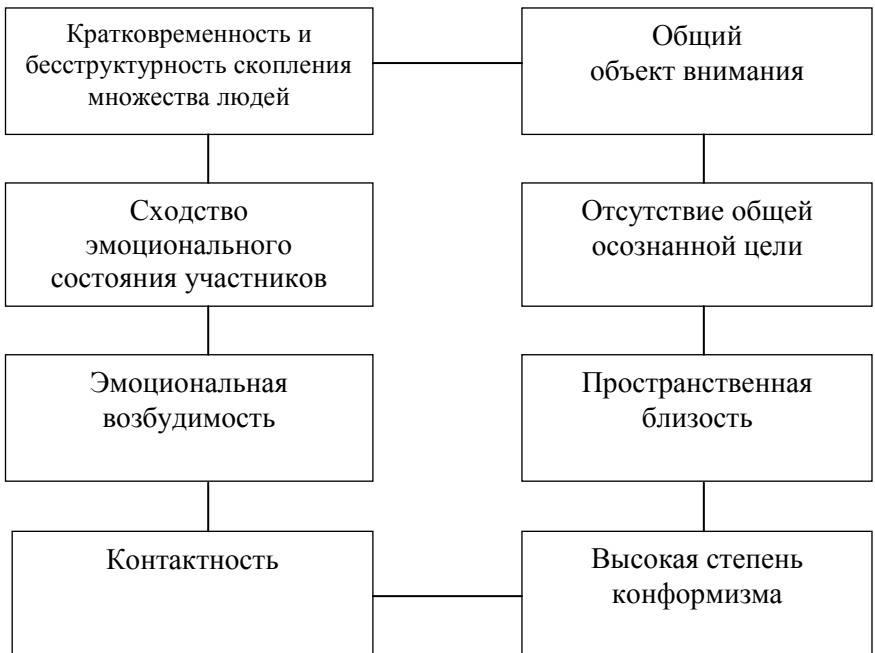 Кратковременность и
бесструктурность скопления
множества людей
Общий
объект внимания
Сходство
эмоционального
состояния участников
Отсутствие общей
осознанной цели
Эмоциональная
возбудимость
Пространственная
близость
Контактность
Высокая степень
конформизма